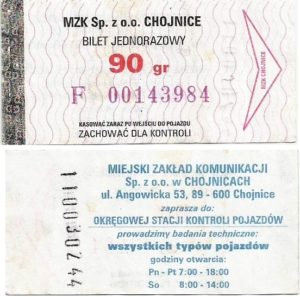 MZK Sp. z o.o. CHOJNICE
BILET JEDNORAZOWY
90 gr
F 00143984
KASOWAĆ ZARAZ PO WEJŚCIU DO POJAZDU
ZACHOWAĆ DLA KONTROLI
MZK CHOJNICE
MIEJSKI ZAKŁAD KOMUNIKACJI
Sp. z o.o. w CHOJNICACH
ul. Angowicka 53, 89 - 600 Chojnice
zaprasza do:
OKRĘGOWEJ STACJI KONTROLI POJAZDÓW
prowadzimy badania techniczne:
wszystkich typów pojazdów
godziny otwarcia:
Pn - Pt 7:00 - 18:00
So 8:00 - 14:00